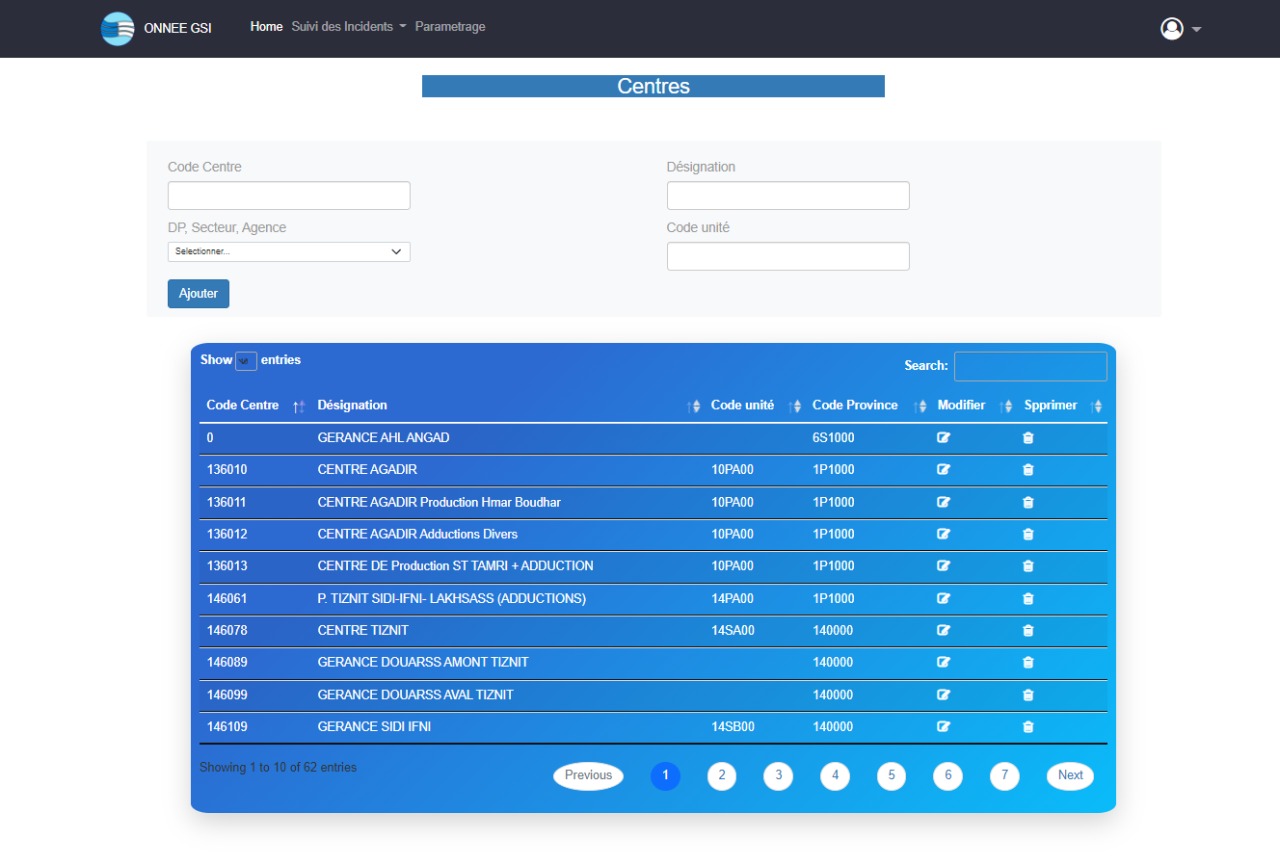 ONNEE GSI Home Suivi des Incidents Parametrage
Centres
Code Centre Désignation
DP, Secteur, Agence Code unité
Selectionner...
Ajouter
Show entries Search:
Code Centre Désignation Code unité Code Province Modifier Spprimer
0 GERANCE AHL ANGAD 6S1000
136010 CENTRE AGADIR 10PA00 1P1000
136011 CENTRE AGADIR Production Hmar Boudhar 10PA00 1P1000
136012 CENTRE AGADIR Adductions Divers 10PA00 1P1000
136013 CENTRE DE Production ST TAMRI + ADDUCTION 10PA00 1P1000
146061 P. TIZNIT SIDI-IFNI- LAKHSASS (ADDUCTIONS) 14PA00 1P1000
146078 CENTRE TIZNIT 14SA00 140000
146089 GERANCE DOUARSS AMONT TIZNIT 140000
146099 GERANCE DOUARSS AVAL TIZNIT 140000
146109 GERANCE SIDI IFNI 14SB00 140000
Showing 1 to 10 of 62 entries Previous 1 2 3 4 5 6 7 Next